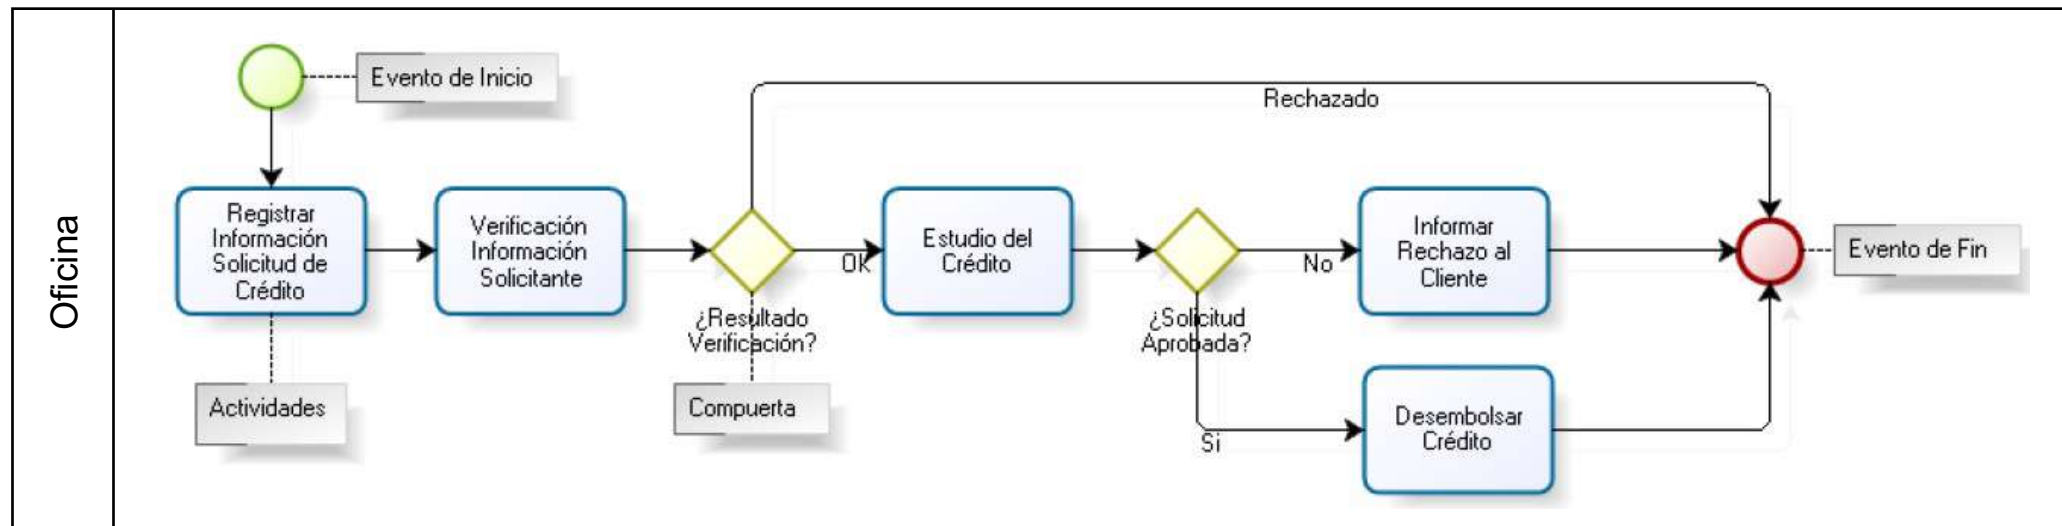 Oficina
Evento de Inicio
Rechazado
Registrar
Información
Solicitud de
Crédito
Verificación
Información
Solicitante
¿Resultado
Verificación?
OK
Estudio del
Crédito
¿Solicitud
Aprobada?
No
Informar
Rechazo al
Cliente
Evento de Fin
Actividades
Compuerta
Si
Desembolsar
Crédito